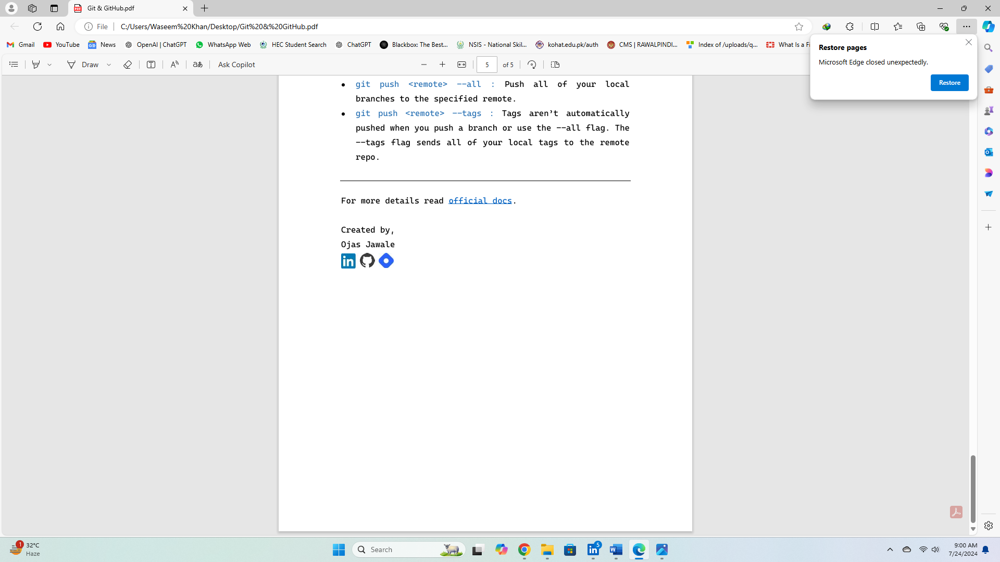 Git & GitHub.pdf
File
C:/Users/Waseem%20Khan/Desktop/Git%20&%20GitHub.pdf
Gmail YouTube News OpenAI | ChatGPT WhatsApp Web HEC Student Search ChatGPT Blackbox: The Best... NSIS - National Skil... kohat.edu.pk/auth CMS | RAWALPINDI... Index of /uploads/q... What Is a Fi
Restore pages
Microsoft Edge closed unexpectedly.
Restore
Draw Ask Copilot 5 of 5
• git push <remote> --all : Push all of your local
branches to the specified remote.
• git push <remote> --tags : Tags aren’t automatically
pushed when you push a branch or use the --all flag. The
--tags flag sends all of your local tags to the remote
repo.
For more details read official docs.
Created by,
Ojas Jawale
in
1
32°C
Haze
Search
5
9:00 AM
7/24/2024